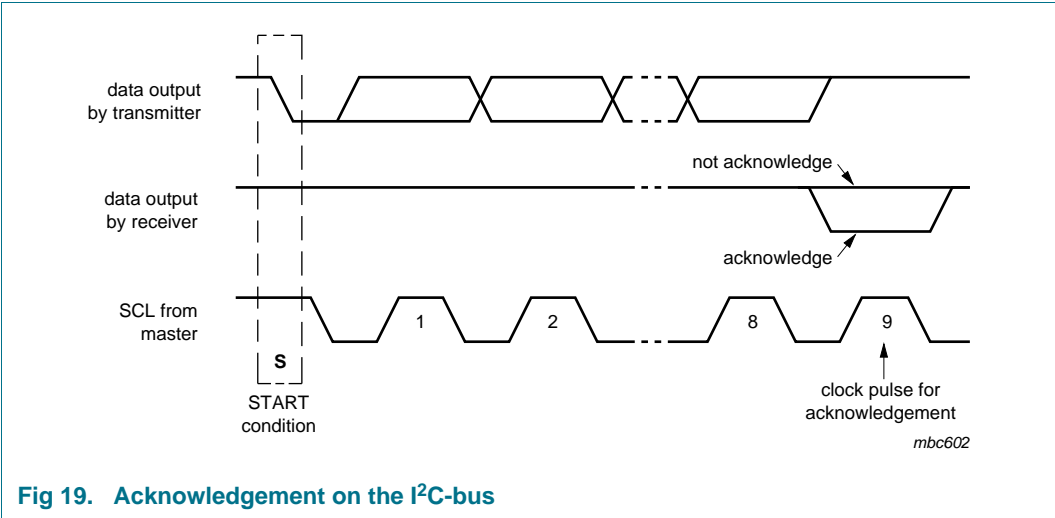 data output
by transmitter
data output
by receiver
not acknowledge
acknowledge
SCL from
master
1
2
8
9
S
START
condition
clock pulse for
acknowledgement
mbc602
Fig 19. Acknowledgement on the I²C-bus